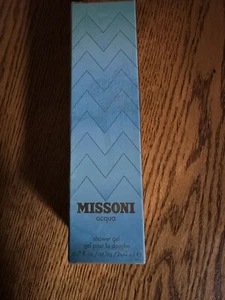 MISSONI
acqua
shower gel
gel pour la douche